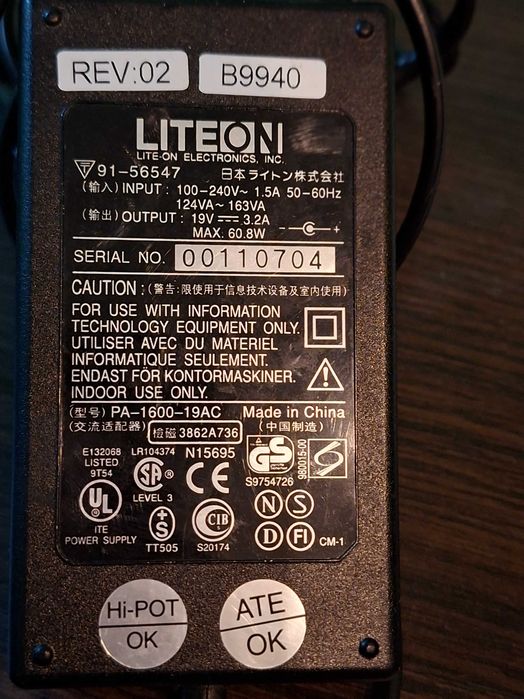 REV:02
B9940
LITEON
LITE-ON ELECTRONICS, INC.
91-56547 日本ライトン株式会社
(输入) INPUT: 100-240V~ 1.5A 50-60Hz
124VA~ 163VA
(输出) OUTPUT: 19V 3.2A
MAX. 60.8W - +
SERIAL NO. 00110704
CAUTION: (警告: 限使用于信息技术设备及室内使用)
FOR USE WITH INFORMATION
TECHNOLOGY EQUIPMENT ONLY.
UTILISER AVEC DU MATERIEL
INFORMATIQUE SEULEMENT.
ENDAST FÖR KONTORMASKINER.
INDOOR USE ONLY.
(型号) PA-1600-19AC Made in China
(交流适配器) 檢磁 3862A736 (中国制造)
E132068
LISTED
9T54
UL
ITE
POWER SUPPLY
LR104374
SA
LEVEL 3
N15695
CE
+S
TT505
CIB
S20174
GS
S9754726
980015-00
N S
D FI CM-1
Hi-POT
OK
ATE
OK